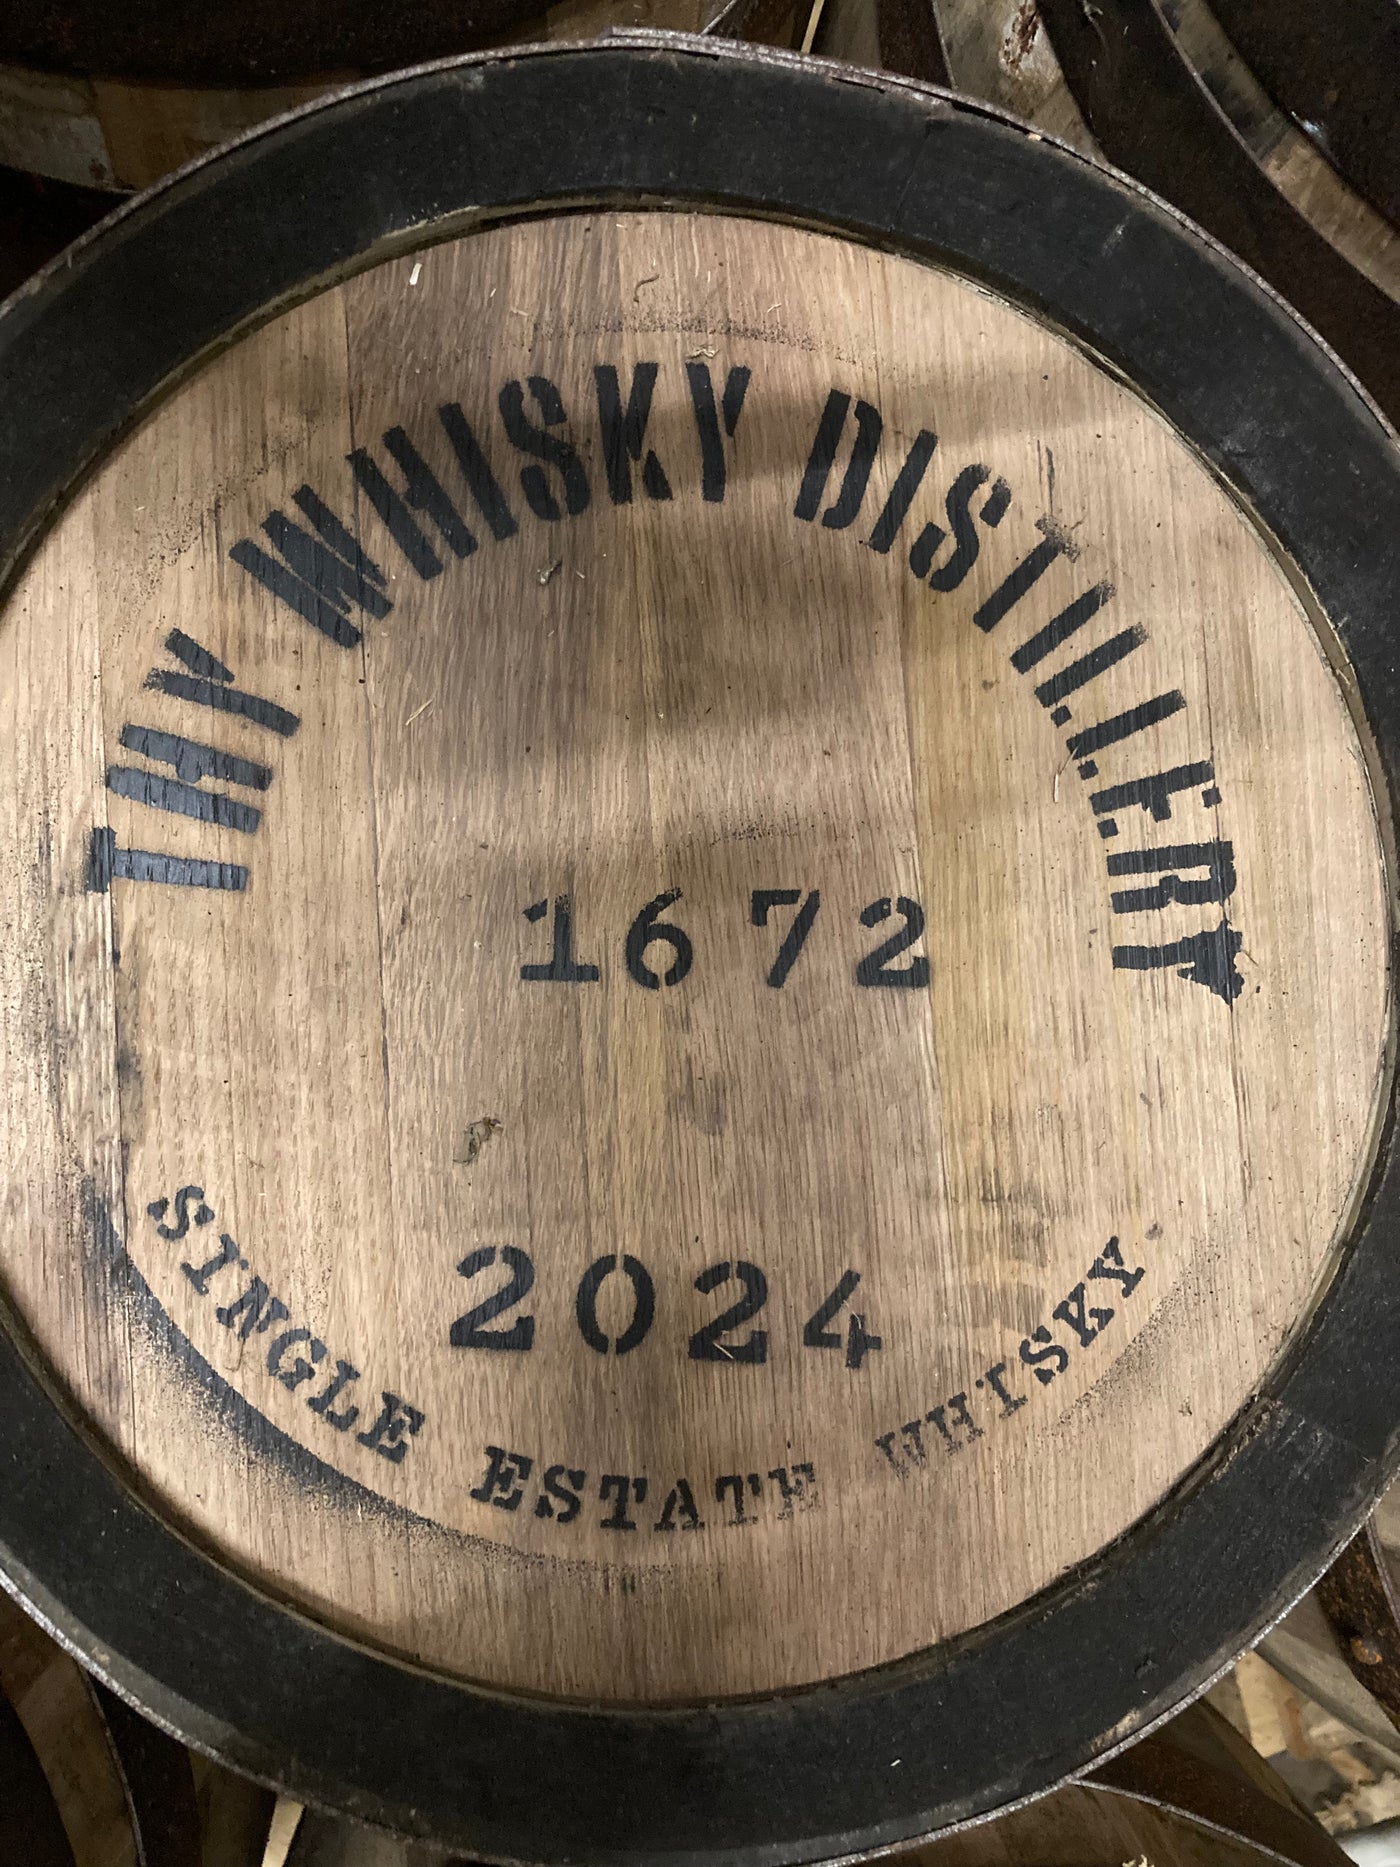 THY WHISKY DISTILLERY
1672
2024
SINGLE ESTATE WHISKY